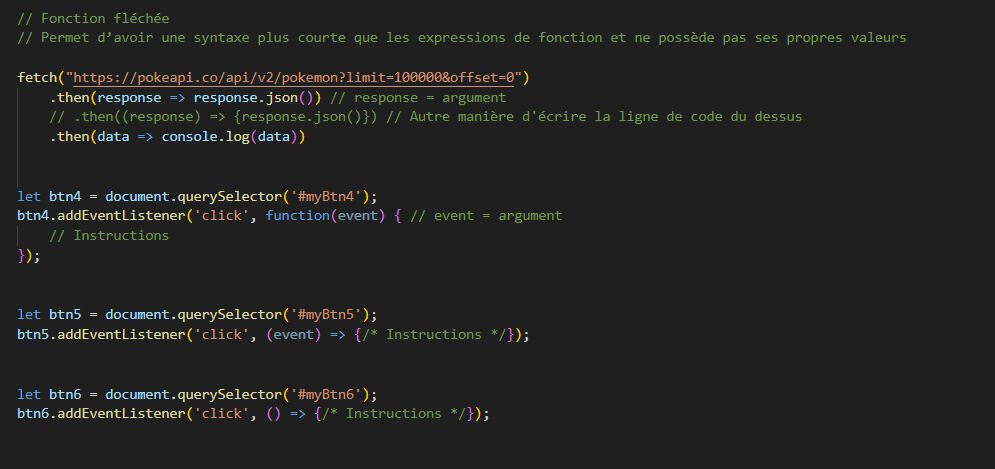 // Fonction fléchée
// Permet d’avoir une syntaxe plus courte que les expressions de fonction et ne possède pas ses propres valeurs
fetch("https://pokeapi.co/api/v2/pokemon?limit=100000&offset=0")
.then(response => response.json()) // response = argument
// .then((response) => {response.json()}) // Autre manière d'écrire la ligne de code du dessus
.then(data => console.log(data))
let btn4 = document.querySelector('#myBtn4');
btn4.addEventListener('click', function(event) { // event = argument
// Instructions
});
let btn5 = document.querySelector('#myBtn5');
btn5.addEventListener('click', (event) => {/* Instructions */});
let btn6 = document.querySelector('#myBtn6');
btn6.addEventListener('click', () => {/* Instructions */});